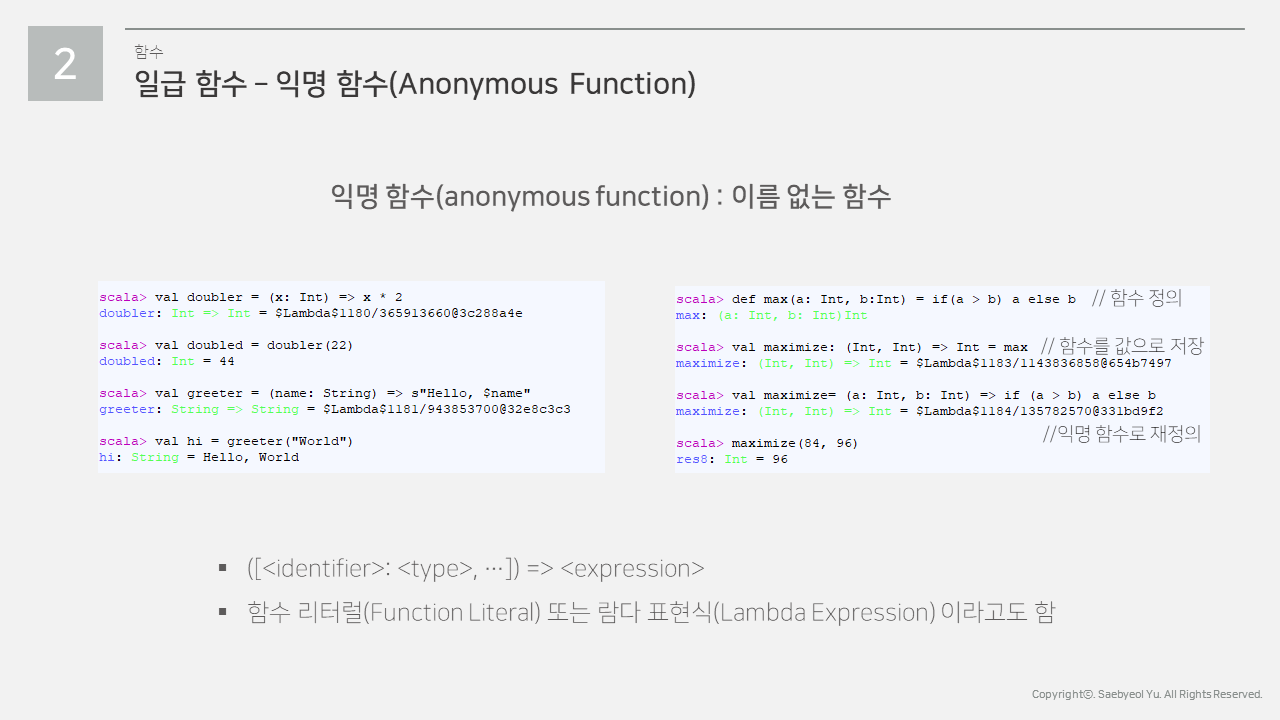 2
함수
일급 함수 – 익명 함수(Anonymous Function)
익명 함수(anonymous function) : 이름 없는 함수
scala> val doubler = (x: Int) => x * 2
doubler: Int => Int = $Lambda$1180/365913660@3c288a4e
scala> val doubled = doubler(22)
doubled: Int = 44
scala> val greeter = (name: String) => s"Hello, $name"
greeter: String => String = $Lambda$1181/943853700@32e8c3c3
scala> val hi = greeter("World")
hi: String = Hello, World
scala> def max(a: Int, b:Int) = if(a > b) a else b // 함수 정의
max: (a: Int, b: Int)Int
scala> val maximize: (Int, Int) => Int = max // 함수를 값으로 저장
maximize: (Int, Int) => Int = $Lambda$1183/1143836858@654b7497
scala> val maximize= (a: Int, b: Int) => if (a > b) a else b
maximize: (Int, Int) => Int = $Lambda$1184/135782570@331bd9f2
//익명 함수로 재정의
scala> maximize(84, 96)
res8: Int = 96
▪ ([<identifier>: <type>, …]) => <expression>
▪ 함수 리터럴(Function Literal) 또는 람다 표현식(Lambda Expression) 이라고도 함
Copyrightⓒ. Saebyeol Yu. All Rights Reserved.